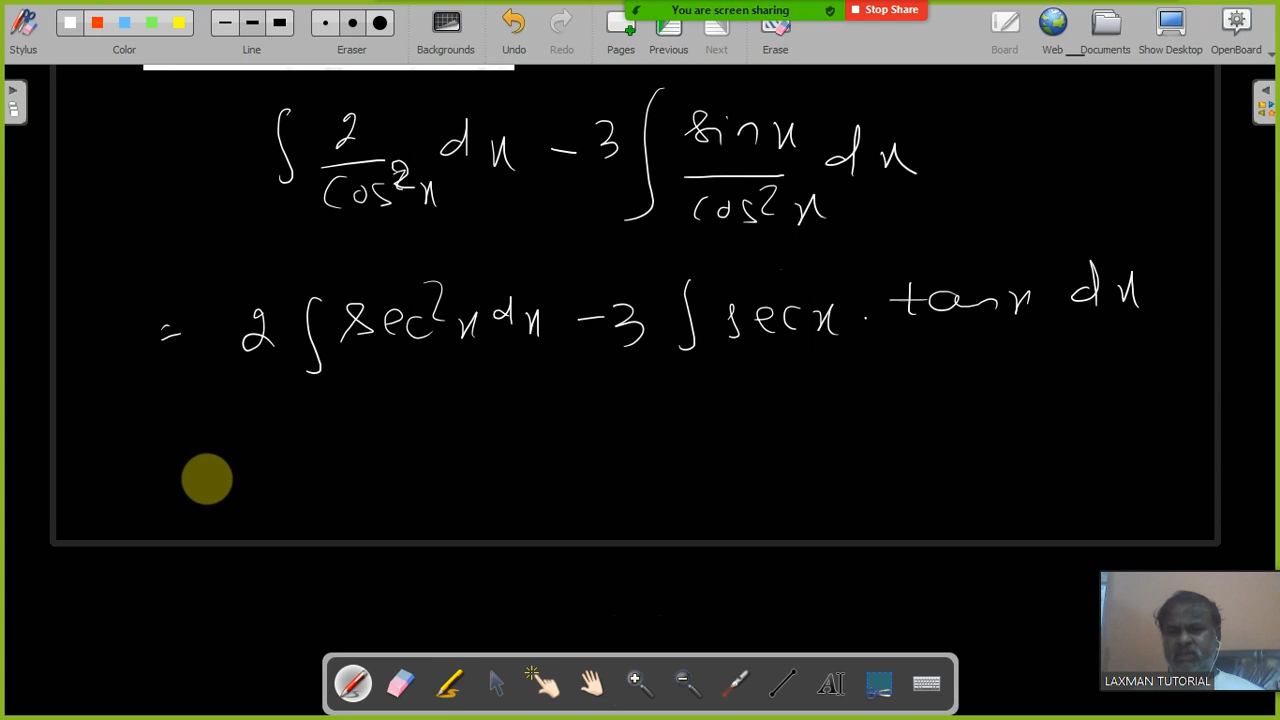 Stylus
Color
Line
Eraser
Backgrounds
Undo
Redo
Pages
Previous
Next
Erase
Board
Web
Documents
Show Desktop
OpenBoard
You are screen sharing
Stop Share
∫ 2/cos²x dx − 3 ∫ sinx/cos²x dx
= 2 ∫ sec²x dx − 3 ∫ secx . tanx dx
LAXMAN TUTORIAL
AI